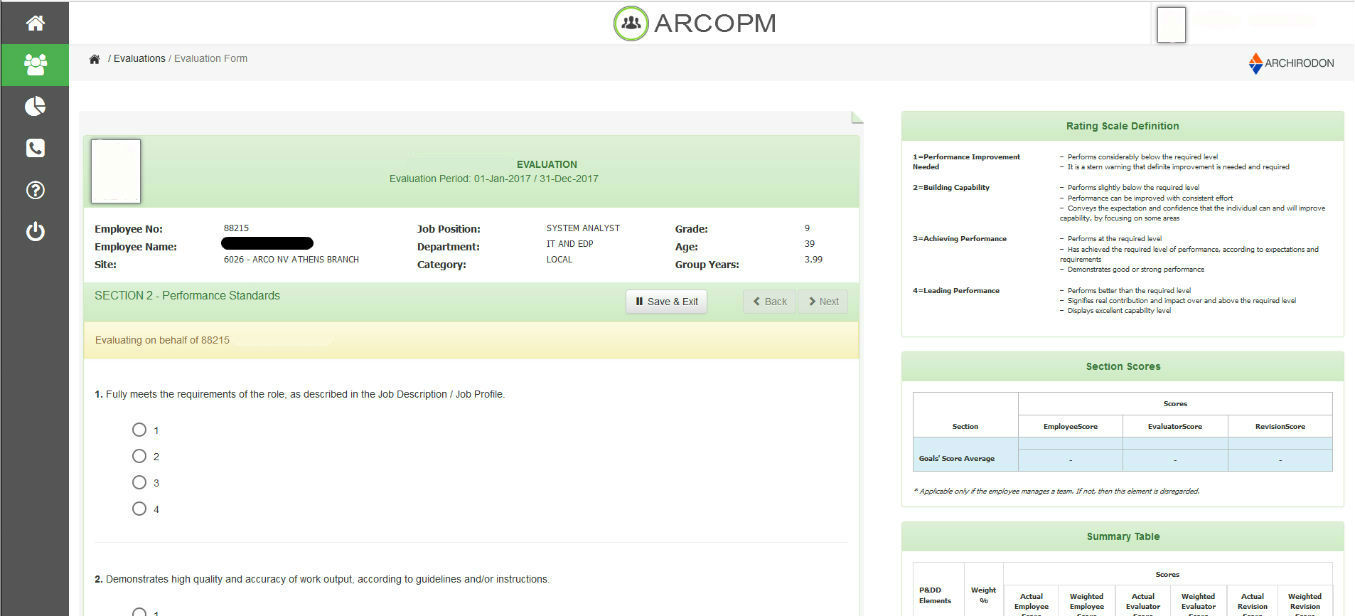 ARCOPM
/ Evaluations / Evaluation Form
ARCHIRODON
EVALUATION
Evaluation Period: 01-Jan-2017 / 31-Dec-2017
Employee No: 88215 Job Position: SYSTEM ANALYST Grade: 9
Employee Name: Department: IT AND EDP Age: 39
Site: 6026 - ARCO NV ATHENS BRANCH Category: LOCAL Group Years: 3.99
SECTION 2 - Performance Standards
Save & Exit Back Next
Evaluating on behalf of 88215
1. Fully meets the requirements of the role, as described in the Job Description / Job Profile.
1
2
3
4
2. Demonstrates high quality and accuracy of work output, according to guidelines and/or instructions.
1
Rating Scale Definition
1=Performance Improvement Needed
- Performs considerably below the required level
- It is a stern warning that definite improvement is needed and required
2=Building Capability
- Performs slightly below the required level
- Performance can be improved with consistent effort
- Conveys the expectation and confidence that the individual can and will improve
capability, by focusing on some areas
3=Achieving Performance
- Performs at the required level
- Has achieved the required level of performance, according to expectations and
requirements
- Demonstrates good or strong performance
4=Leading Performance
- Performs better than the required level
- Signifies real contribution and impact over and above the required level
- Displays excellent capability level
Section Scores
Scores
Section EmployeeScore EvaluatorScore RevisionScore
Goals' Score Average - - -
* Applicable only if the employee manages a team. If not, then this element is disregarded.
Summary Table
Scores
P&DD Elements
Weight %
Actual Employee Score
Weighted Employee Score
Actual Evaluator Score
Weighted Evaluator Score
Actual Revision Score
Weighted Revision Score